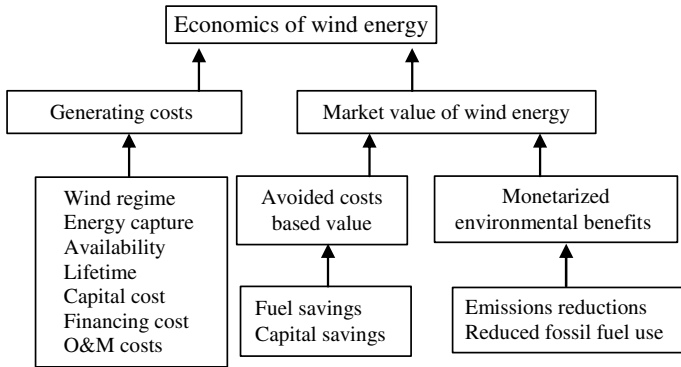 Economics of wind energy
Generating costs
Market value of wind energy
Wind regime
Energy capture
Availability
Lifetime
Capital cost
Financing cost
O&M costs
Avoided costs
based value
Monetarized
environmental benefits
Fuel savings
Capital savings
Emissions reductions
Reduced fossil fuel use